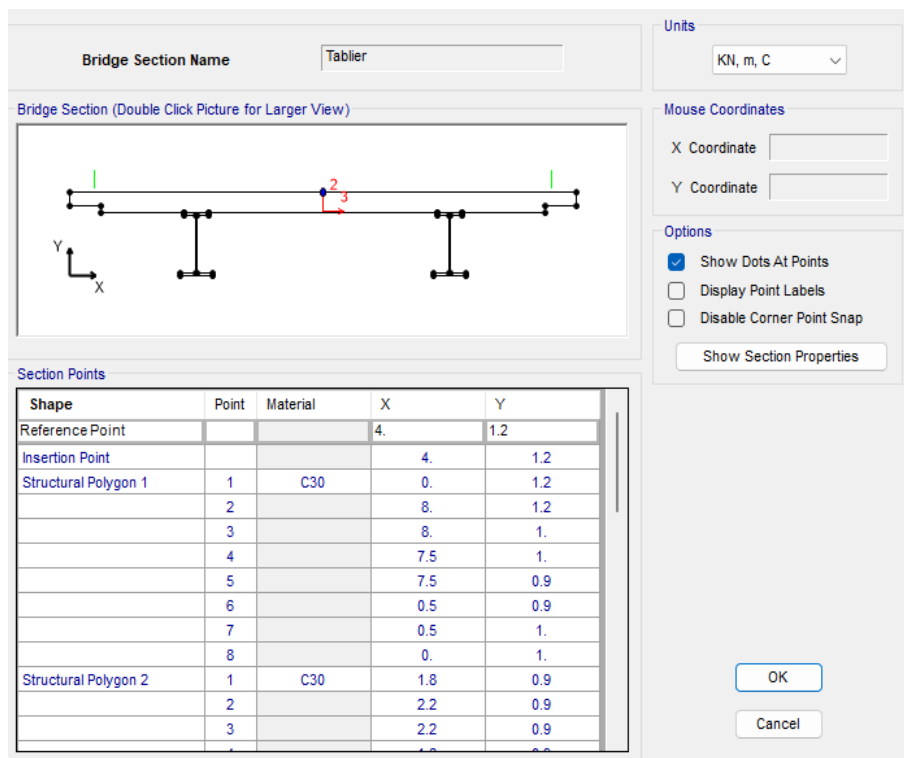 Units
Bridge Section Name
Tablier
KN, m, C
Bridge Section (Double Click Picture for Larger View)
2
3
Y
X
Mouse Coordinates
X Coordinate
Y Coordinate
Options
Show Dots At Points
Display Point Labels
Disable Corner Point Snap
Show Section Properties
Section Points
Shape Point Material X Y
Reference Point 4. 1.2
Insertion Point 4. 1.2
Structural Polygon 1 1 C30 0. 1.2
2 8. 1.2
3 8. 1.
4 7.5 1.
5 7.5 0.9
6 0.5 0.9
7 0.5 1.
8 0. 1.
Structural Polygon 2 1 C30 1.8 0.9
2 2.2 0.9
3 2.2 0.9
OK
Cancel